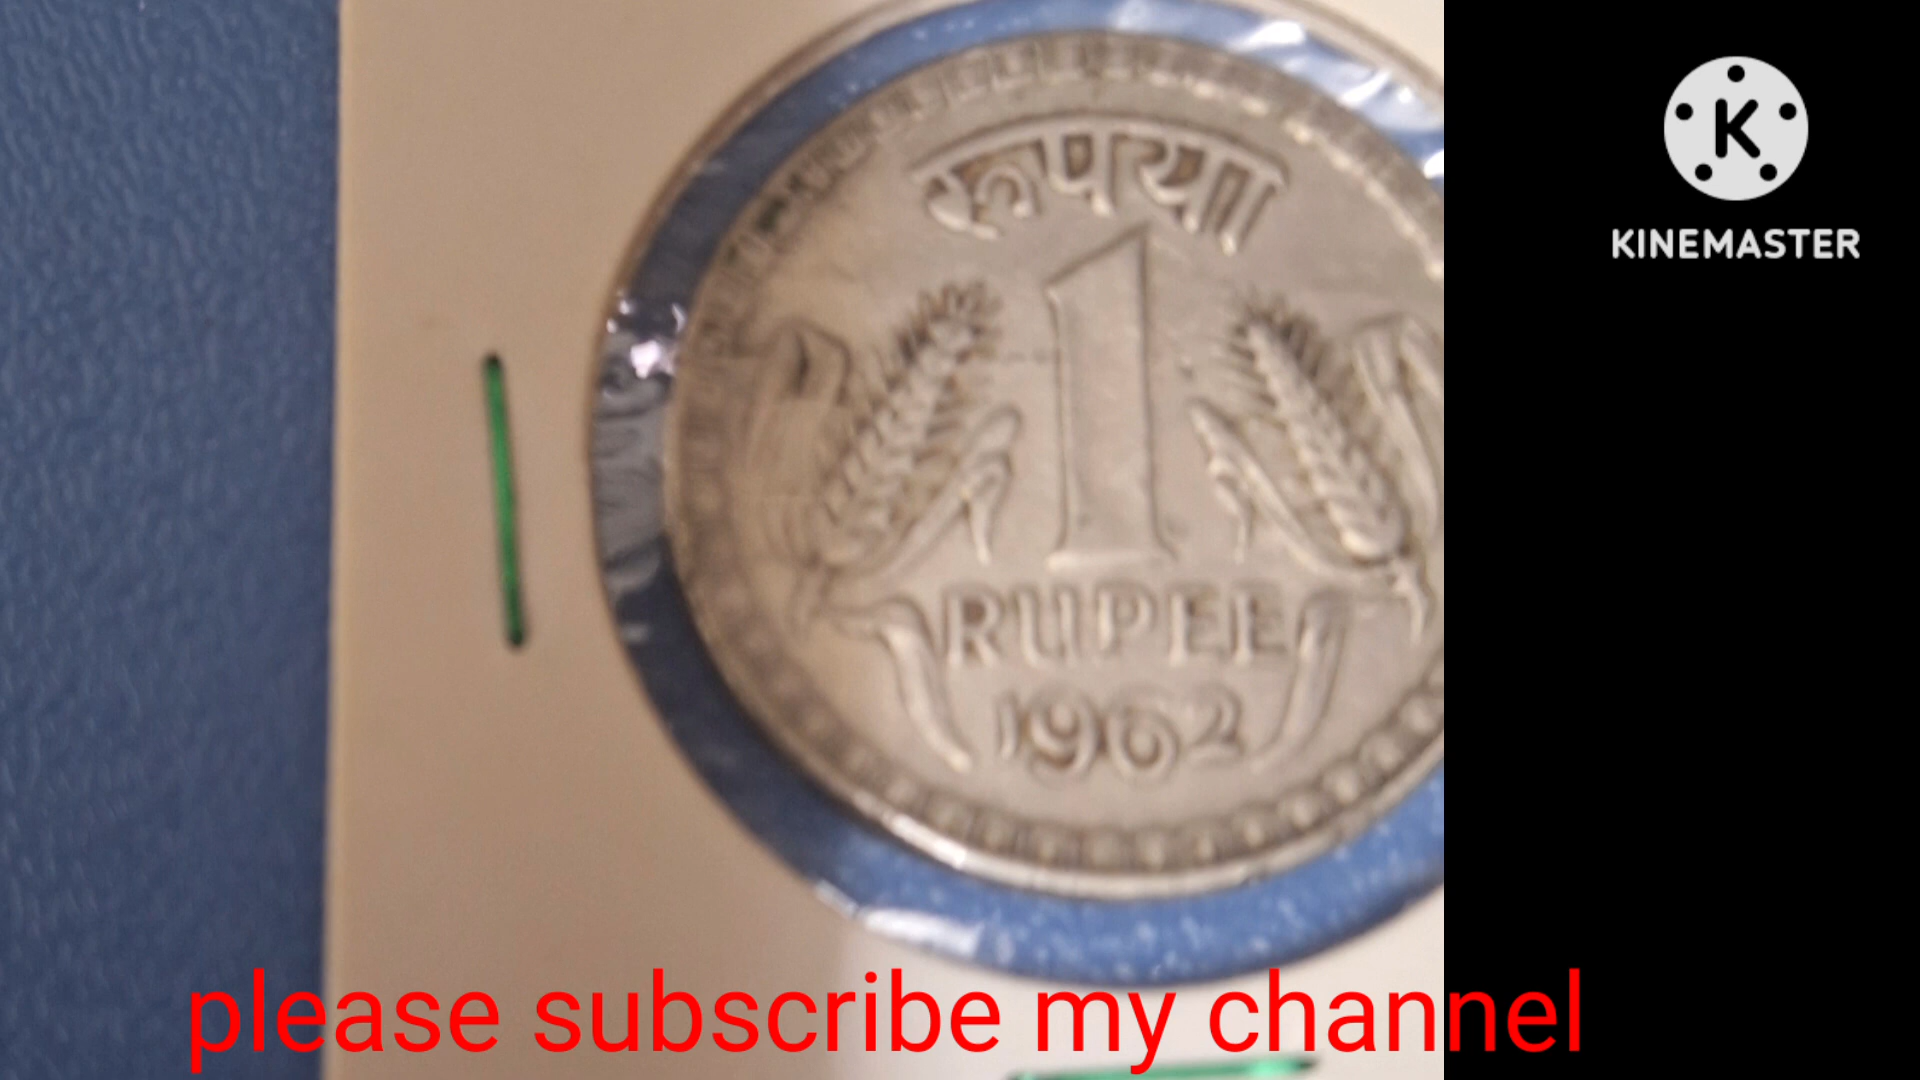 रुपया
1
RUPEE
1962
K
KINEMASTER
please subscribe my channel